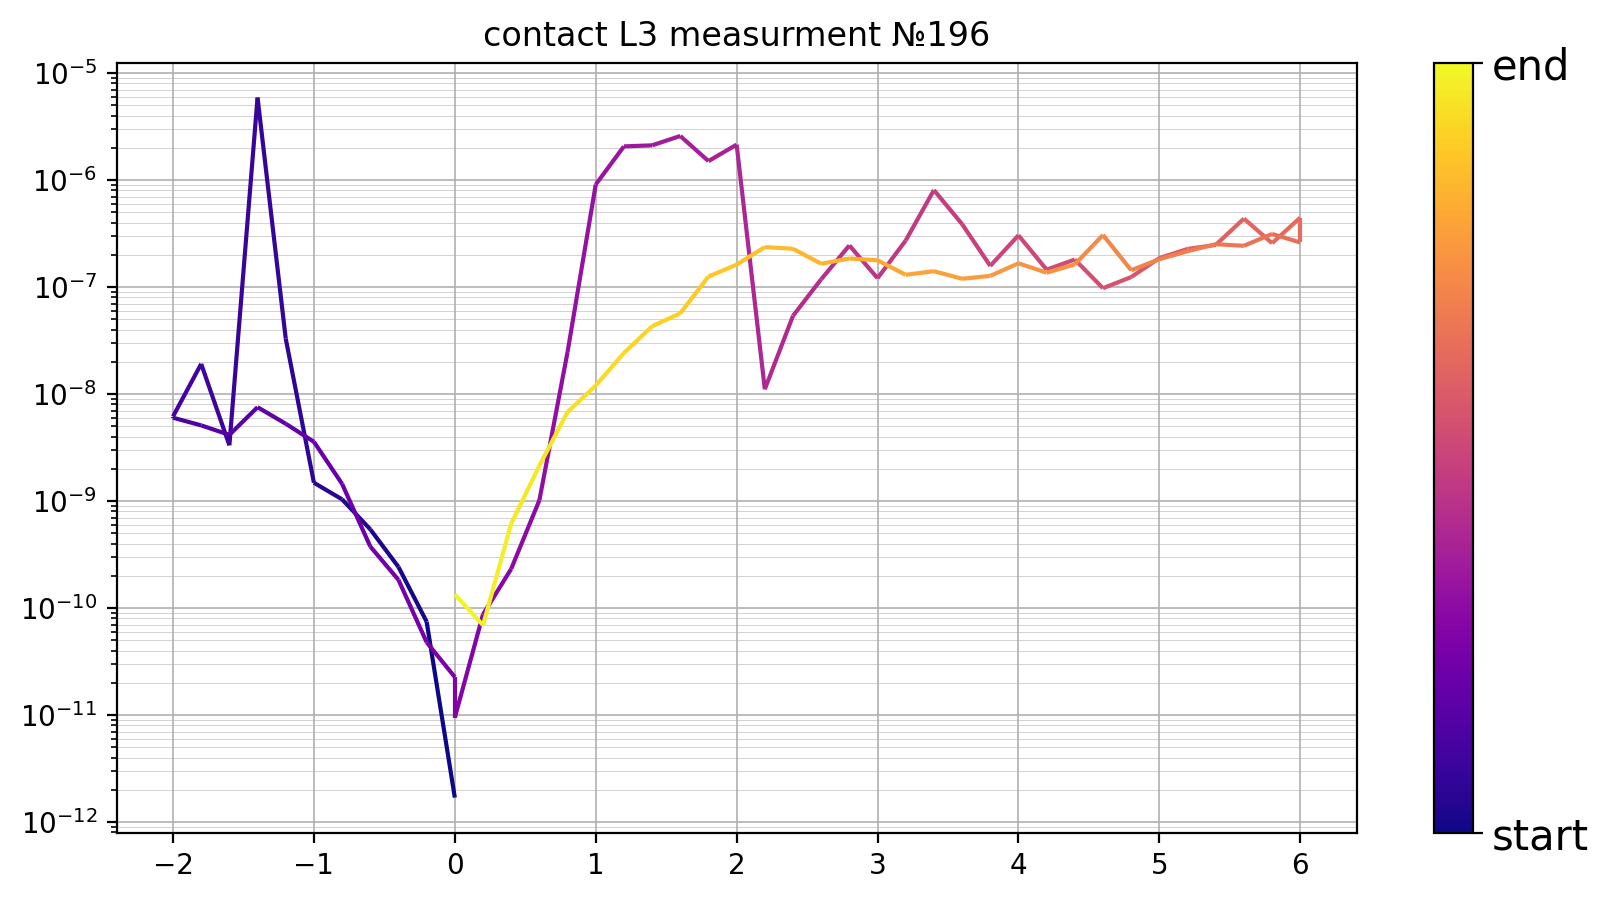 contact L3 measurment №196
10⁻⁵
10⁻⁶
10⁻⁷
10⁻⁸
10⁻⁹
10⁻¹⁰
10⁻¹¹
10⁻¹²
−2 −1 0 1 2 3 4 5 6
end
start